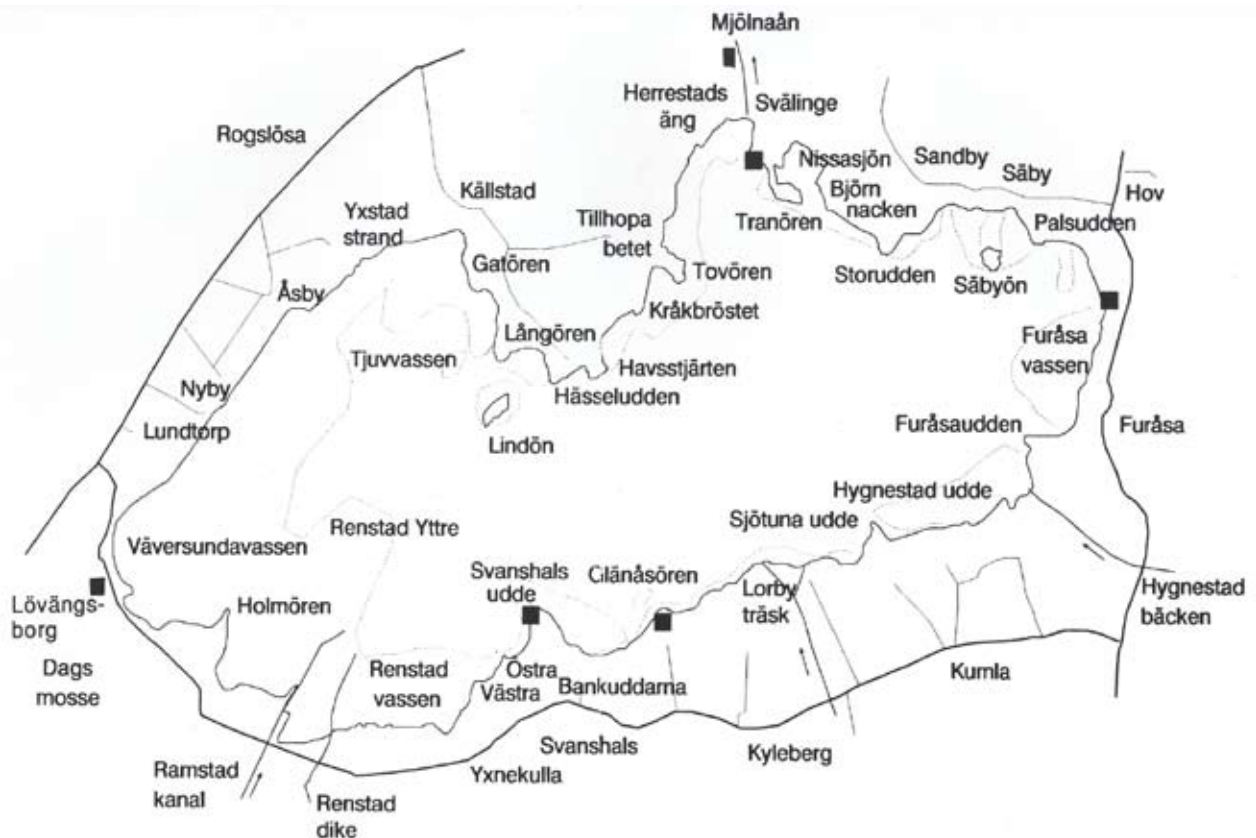 Mjölnaån
Herrestads
äng
Svälinge
Rogslösa
Nissasjön
Sandby
Säby
Hov
Källstad
Björn
nacken
Yxstad
strand
Tillhopa
betet
Tranören
Palsudden
Gatören
Tovören
Storudden
Säbyön
Åsby
Kråkbröstet
Långören
Furåsa
vassen
Tjuvvassen
Havsstjärten
Nyby
Hässeludden
Lundtorp
Lindön
Furåsaudden
Furåsa
Hygnestad udde
Renstad Yttre
Sjötuna udde
Väversundavassen
Svanshals
udde
Glänåsören
Lövängs-
borg
Holmören
Lorby
träsk
Hygnestad
bäcken
Dags
mosse
Renstad
vassen
Östra
Västra
Bankuddarna
Kumla
Svanshals
Kyleberg
Yxnekulla
Ramstad
kanal
Renstad
dike